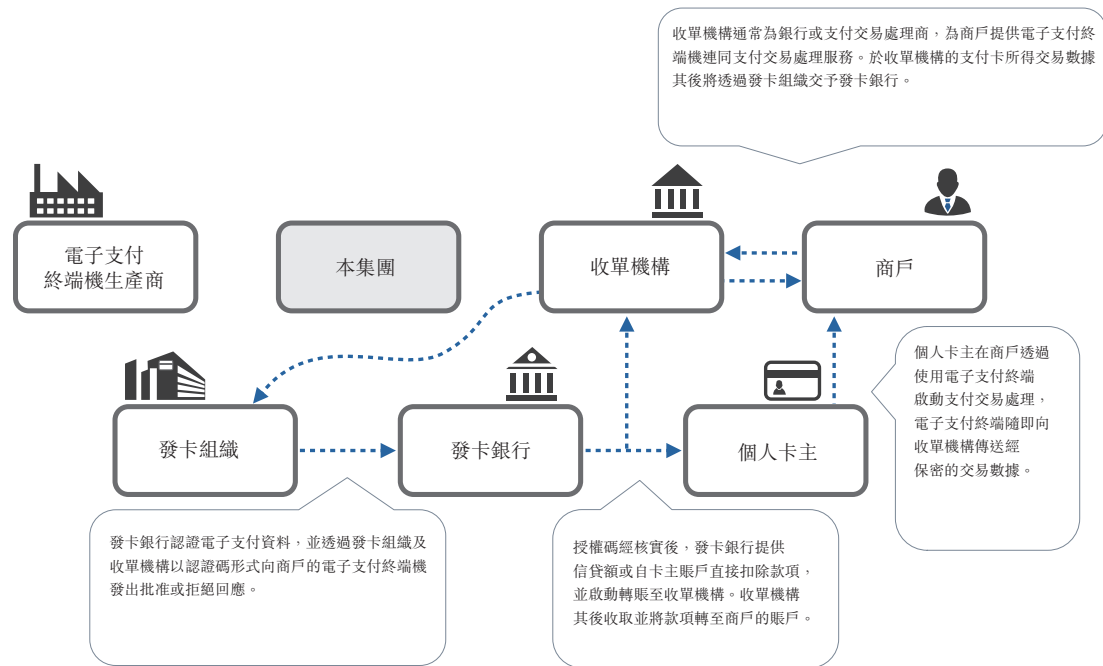 收單機構通常為銀行或支付交易處理商，為商戶提供電子支付終
端機連同支付交易處理服務。於收單機構的支付卡所得交易數據
其後將透過發卡組織交予發卡銀行。
電子支付
終端機生產商
本集團
收單機構
商戶
個人卡主在商戶透過
使用電子支付終端
啟動支付交易處理，
電子支付終端隨即向
收單機構傳送經
保密的交易數據。
發卡組織
發卡銀行
個人卡主
發卡銀行認證電子支付資料，並透過發卡組織及
收單機構以認證碼形式向商戶的電子支付終端機
發出批准或拒絕回應。
授權碼經核實後，發卡銀行提供
信貸額或自卡主賬戶直接扣除款項，
並啟動轉賬至收單機構。收單機構
其後收取並將款項轉至商戶的賬戶。